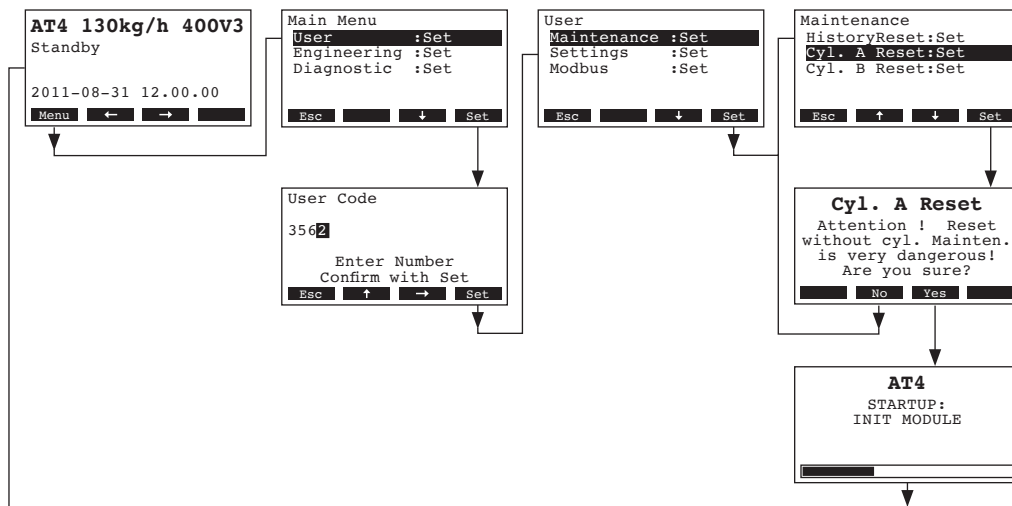 AT4 130kg/h 400V3
Standby
2011-08-31 12.00.00
Menu ← →
Main Menu
User :Set
Engineering :Set
Diagnostic :Set
Esc ↓ Set
User
Maintenance :Set
Settings :Set
Modbus :Set
Esc ↓ Set
Maintenance
HistoryReset:Set
Cyl. A Reset:Set
Cyl. B Reset:Set
Esc ↑ ↓ Set
User Code
3562
Enter Number
Confirm with Set
Esc ↑ → Set
Cyl. A Reset
Attention ! Reset
without cyl. Mainten.
is very dangerous!
Are you sure?
No Yes
AT4
STARTUP:
INIT MODULE